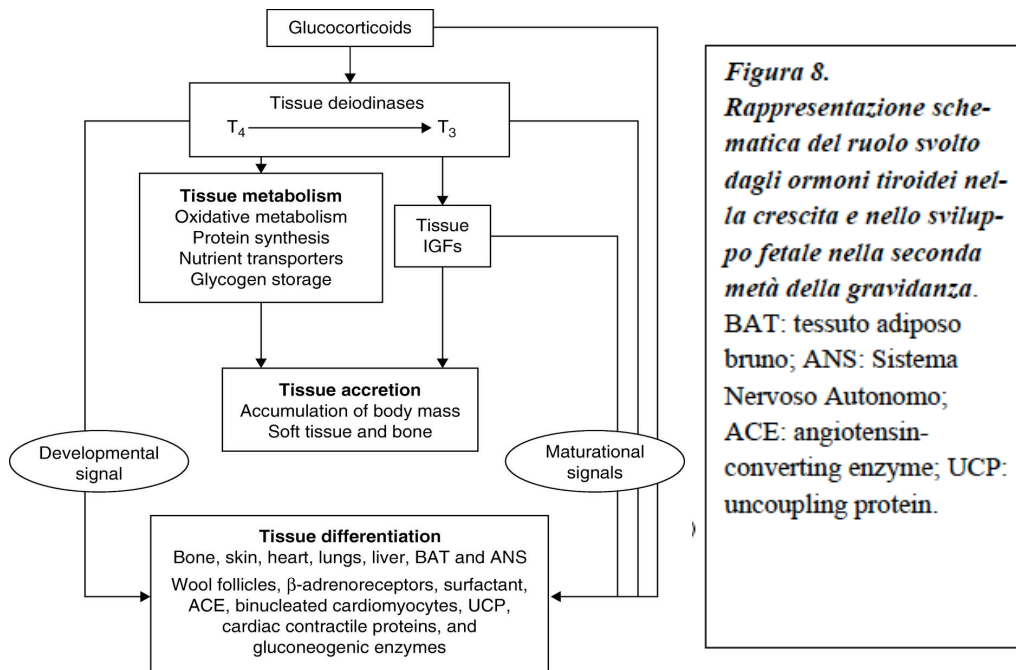 Glucocorticoids
Tissue deiodinases
T₄ T₃
Tissue metabolism
Oxidative metabolism
Protein synthesis
Nutrient transporters
Glycogen storage
Tissue
IGFs
Tissue accretion
Accumulation of body mass
Soft tissue and bone
Developmental
signal
Maturational
signals
Tissue differentiation
Bone, skin, heart, lungs, liver, BAT and ANS
Wool follicles, β-adrenoreceptors, surfactant,
ACE, binucleated cardiomyocytes, UCP,
cardiac contractile proteins, and
gluconeogenic enzymes
)
Figura 8.
Rappresentazione sche-
matica del ruolo svolto
dagli ormoni tiroidei nel-
la crescita e nello svilup-
po fetale nella seconda
metà della gravidanza.
BAT: tessuto adiposo
bruno; ANS: Sistema
Nervoso Autonomo;
ACE: angiotensin-
converting enzyme; UCP:
uncoupling protein.